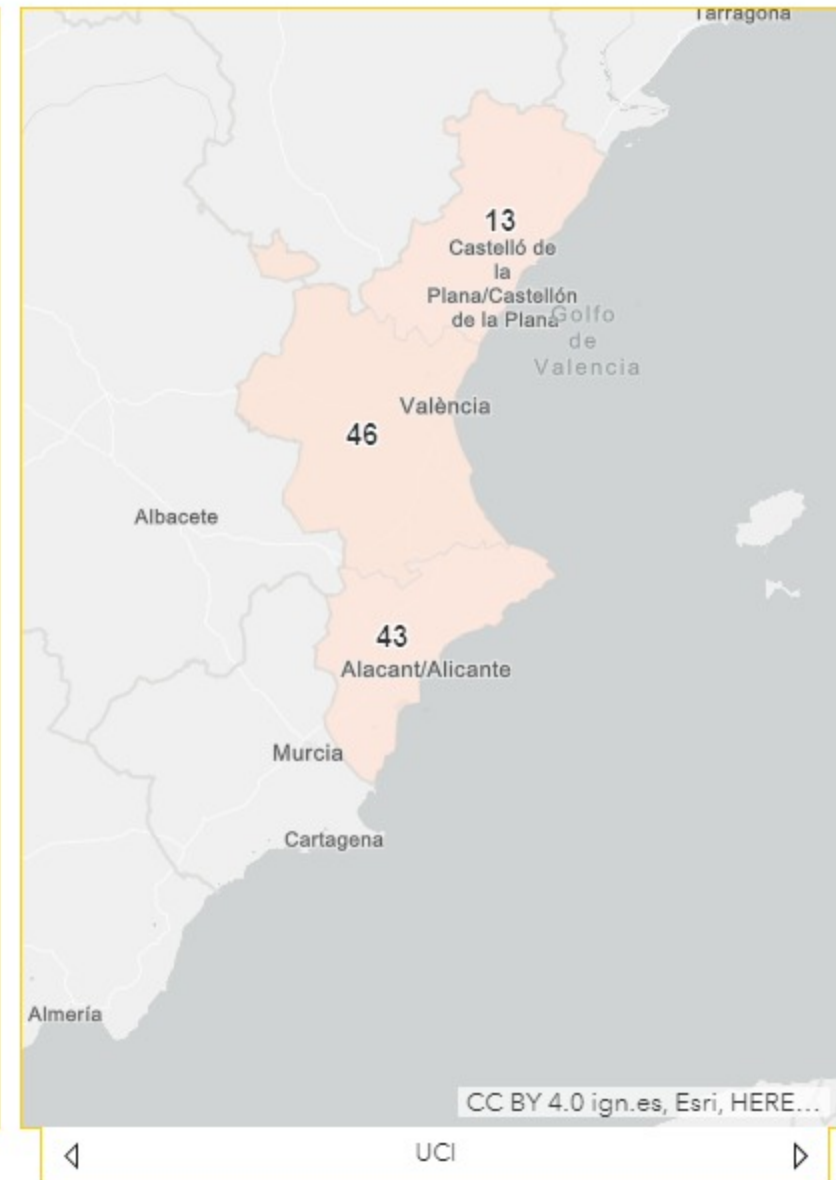 Tarragona
13
Castelló de
la
Plana/Castellón
de la Plana
Golfo
de
Valencia
València
46
Albacete
43
Alacant/Alicante
Murcia
Cartagena
Almería
CC BY 4.0 ign.es, Esri, HERE...
UCI